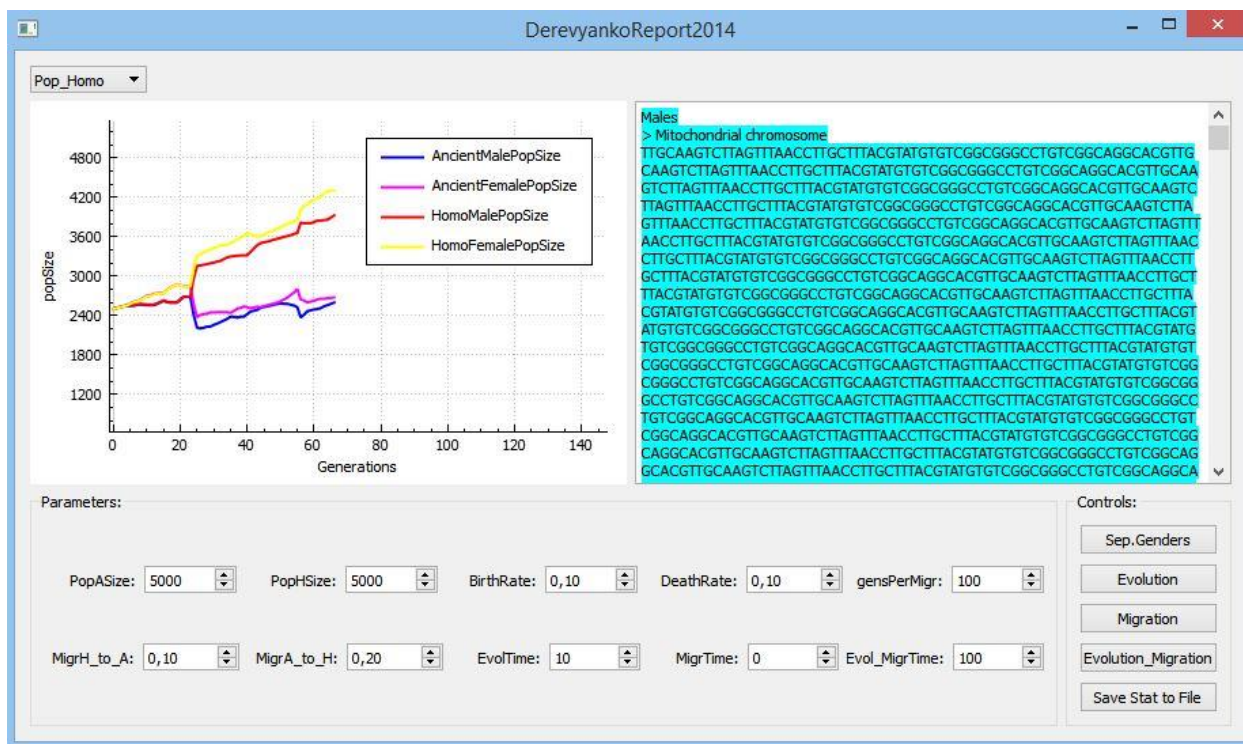 DerevyankoReport2014
Pop_Homo
popSize
4800
4200
3600
3000
2400
1800
1200
0
20
40
60
80
100
120
140
Generations
AncientMalePopSize
AncientFemalePopSize
HomoMalePopSize
HomoFemalePopSize
Males
> Mitochondrial chromosome
TTGCAAGTCTTAGTTTAACCTTGCTTTACGTATGTGTCGGCGGGCCTGTCGGCAGGCACGTTG
CAAGTCTTAGTTTAACCTTGCTTTACGTATGTGTCGGCGGGCCTGTCGGCAGGCACGTTGCAA
GTCTTAGTTTAACCTTGCTTTACGTATGTGTCGGCGGGCCTGTCGGCAGGCACGTTGCAAGTC
TTAGTTTAACCTTGCTTTACGTATGTGTCGGCGGGCCTGTCGGCAGGCACGTTGCAAGTCTTA
GTTTAACCTTGCTTTACGTATGTGTCGGCGGGCCTGTCGGCAGGCACGTTGCAAGTCTTAGTTT
AACCTTGCTTTACGTATGTGTCGGCGGGCCTGTCGGCAGGCACGTTGCAAGTCTTAGTTTAAC
CTTGCTTTACGTATGTGTCGGCGGGCCTGTCGGCAGGCACGTTGCAAGTCTTAGTTTAACCTT
GCTTTACGTATGTGTCGGCGGGCCTGTCGGCAGGCACGTTGCAAGTCTTAGTTTAACCTTGCT
TTACGTATGTGTCGGCGGGCCTGTCGGCAGGCACGTTGCAAGTCTTAGTTTAACCTTGCTTTA
CGTATGTGTCGGCGGGCCTGTCGGCAGGCACGTTGCAAGTCTTAGTTTAACCTTGCTTTACGT
ATGTGTCGGCGGGCCTGTCGGCAGGCACGTTGCAAGTCTTAGTTTAACCTTGCTTTACGTATG
TGTCGGCGGGCCTGTCGGCAGGCACGTTGCAAGTCTTAGTTTAACCTTGCTTTACGTATGTGT
CGGCGGGCCTGTCGGCAGGCACGTTGCAAGTCTTAGTTTAACCTTGCTTTACGTATGTGTCGG
CGGGCCTGTCGGCAGGCACGTTGCAAGTCTTAGTTTAACCTTGCTTTACGTATGTGTCGGCGG
GCCTGTCGGCAGGCACGTTGCAAGTCTTAGTTTAACCTTGCTTTACGTATGTGTCGGCGGGCC
TGTCGGCAGGCACGTTGCAAGTCTTAGTTTAACCTTGCTTTACGTATGTGTCGGCGGGCCTGT
CGGCAGGCACGTTGCAAGTCTTAGTTTAACCTTGCTTTACGTATGTGTCGGCGGGCCTGTCGG
CAGGCACGTTGCAAGTCTTAGTTTAACCTTGCTTTACGTATGTGTCGGCGGGCCTGTCGGCAG
GCACGTTGCAAGTCTTAGTTTAACCTTGCTTTACGTATGTGTCGGCGGGCCTGTCGGCAGGCA
Parameters:
PopASize: 5000
PopHSize: 5000
BirthRate: 0,10
DeathRate: 0,10
gensPerMigr: 100
MigrH_to_A: 0,10
MigrA_to_H: 0,20
EvolTime: 10
MigrTime: 0
Evol_MigrTime: 100
Controls:
Sep.Genders
Evolution
Migration
Evolution_Migration
Save Stat to File